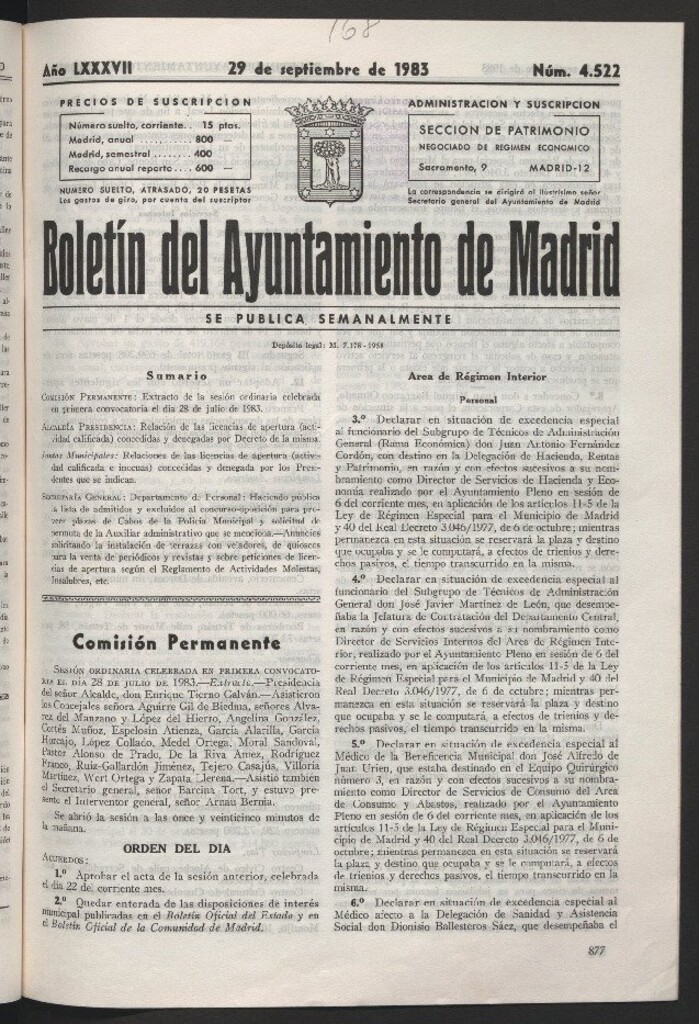 168
Año LXXXVII 29 de septiembre de 1983 Núm. 4.522
PRECIOS DE SUSCRIPCION
Número suelto, corriente.. 15 ptas.
Madrid, anual .......... 800 —
Madrid, semestral ........ 400
Recargo anual reparto.... 600 —
NUMERO SUELTO, ATRASADO, 20 PESETAS
Los gastos de giro, por cuenta del suscriptor
ADMINISTRACION Y SUSCRIPCION
SECCION DE PATRIMONIO
NEGOCIADO DE REGIMEN ECONOMICO
Sacramento, 9 MADRID-12
La correspondencia se dirigirá al ilustrísimo señor
Secretario general del Ayuntamiento de Madrid
Boletín del Ayuntamiento de Madrid
SE PUBLICA SEMANALMENTE
Depósito legal: M. 7.178 - 1958
Sumario
COMISIÓN PERMANENTE: Extracto de la sesión ordinaria celebrada
en primera convocatoria el día 28 de julio de 1983.
ALCALDÍA PRESIDENCIA: Relación de las licencias de apertura (acti-
vidad calificada) concedidas y denegadas por Decreto de la misma.
Juntas Municipales: Relaciones de las licencias de apertura (activi-
dad calificada e inocuas) concedidas y denegada por los Presi-
dentes que se indican.
SECRETARÍA GENERAL: Departamento de Personal: Haciendo pública
la lista de admitidos y excluidos al concurso-oposición para pro-
veer plazas de Cabos de la Policía Municipal y solicitud de
permuta de la Auxiliar administrativo que se menciona.—Anuncios
solicitando la instalación de terrazas con veladores, de quioscos
para la venta de periódicos y revistas y sobre peticiones de licen-
cias de apertura según el Reglamento de Actividades Molestas,
Insalubres, etc.
Comisión Permanente
SESIÓN ORDINARIA CELEBRADA EN PRIMERA CONVOCATO-
RIA EL DÍA 28 DE JULIO DE 1983.—Extracto.—Presidencia
del señor Alcalde, don Enrique Tierno Galván.—Asistieron
los Concejales señora Aguirre Gil de Biedma, señores Alva-
rez del Manzano y López del Hierro, Angelina González,
Cortés Muñoz, Espelosín Atienza, García Alarilla, García
Horcajo, López Collado, Medel Ortega, Moral Sandoval,
Pastor Alonso de Prado, De la Riva Amez, Rodríguez
Franco, Ruiz-Gallardón Jiménez, Tejero Casajús, Villoria
Martínez, Wert Ortega y Zapata Llerena.—Asistió también
el Secretario general, señor Barcina Tort, y estuvo pre-
sente el Interventor general, señor Arnau Bernia.
Se abrió la sesión a las once y veinticinco minutos de
la mañana.
ORDEN DEL DIA
ACUERDOS:
1.º Aprobar el acta de la sesión anterior, celebrada
el día 22 del corriente mes.
2.º Quedar enterada de las disposiciones de interés
municipal publicadas en el Boletín Oficial del Estado y en
el Boletín Oficial de la Comunidad de Madrid.
Area de Régimen Interior
Personal
3.º Declarar en situación de excedencia especial
al funcionario del Subgrupo de Técnicos de Administración
General (Rama Económica) don Juan Antonio Fernández
Cordón, con destino en la Delegación de Hacienda, Rentas
y Patrimonio, en razón y con efectos sucesivos a su nom-
bramiento como Director de Servicios de Hacienda y Eco-
nomía realizado por el Ayuntamiento Pleno en sesión de
6 del corriente mes, en aplicación de los artículos 11-5 de la
Ley de Régimen Especial para el Municipio de Madrid
y 40 del Real Decreto 3.046/1977, de 6 de octubre; mientras
permanezca en esta situación se reservará la plaza y destino
que ocupaba y se le computará, a efectos de trienios y dere-
chos pasivos, el tiempo transcurrido en la misma.
4.º Declarar en situación de excedencia especial al
funcionario del Subgrupo de Técnicos de Administración
General don José Javier Martínez de León, que desempe-
ñaba la Jefatura de Contratación del Departamento Central,
en razón y con efectos sucesivos a su nombramiento como
Director de Servicios Internos del Area de Régimen Inte-
rior, realizado por el Ayuntamiento Pleno en sesión de 6 del
corriente mes, en aplicación de los artículos 11-5 de la Ley
de Régimen Especial para el Municipio de Madrid y 40 del
Real Decreto 3.046/1977, de 6 de octubre; mientras per-
manezca en esta situación se reservará la plaza y destino
que ocupaba y se le computará, a efectos de trienios y de-
rechos pasivos, el tiempo transcurrido en la misma.
5.º Declarar en situación de excedencia especial al
Médico de la Beneficencia Municipal don José Alfredo de
Juan Urien, que estaba destinado en el Equipo Quirúrgico
número 3, en razón y con efectos sucesivos a su nombra-
miento como Director de Servicios de Consumo del Area
de Consumo y Abastos, realizado por el Ayuntamiento
Pleno en sesión de 6 del corriente mes, en aplicación de los
artículos 11-5 de la Ley de Régimen Especial para el Muni-
cipio de Madrid y 40 del Real Decreto 3.046/1977, de 6 de
octubre; mientras permanezca en esta situación se reservará
la plaza y destino que ocupaba y se le computará, a efectos
de trienios y derechos pasivos, el tiempo transcurrido en la
misma.
6.º Declarar en situación de excedencia especial al
Médico afecto a la Delegación de Sanidad y Asistencia
Social don Dionisio Ballesteros Sáez, que desempeñaba el
877